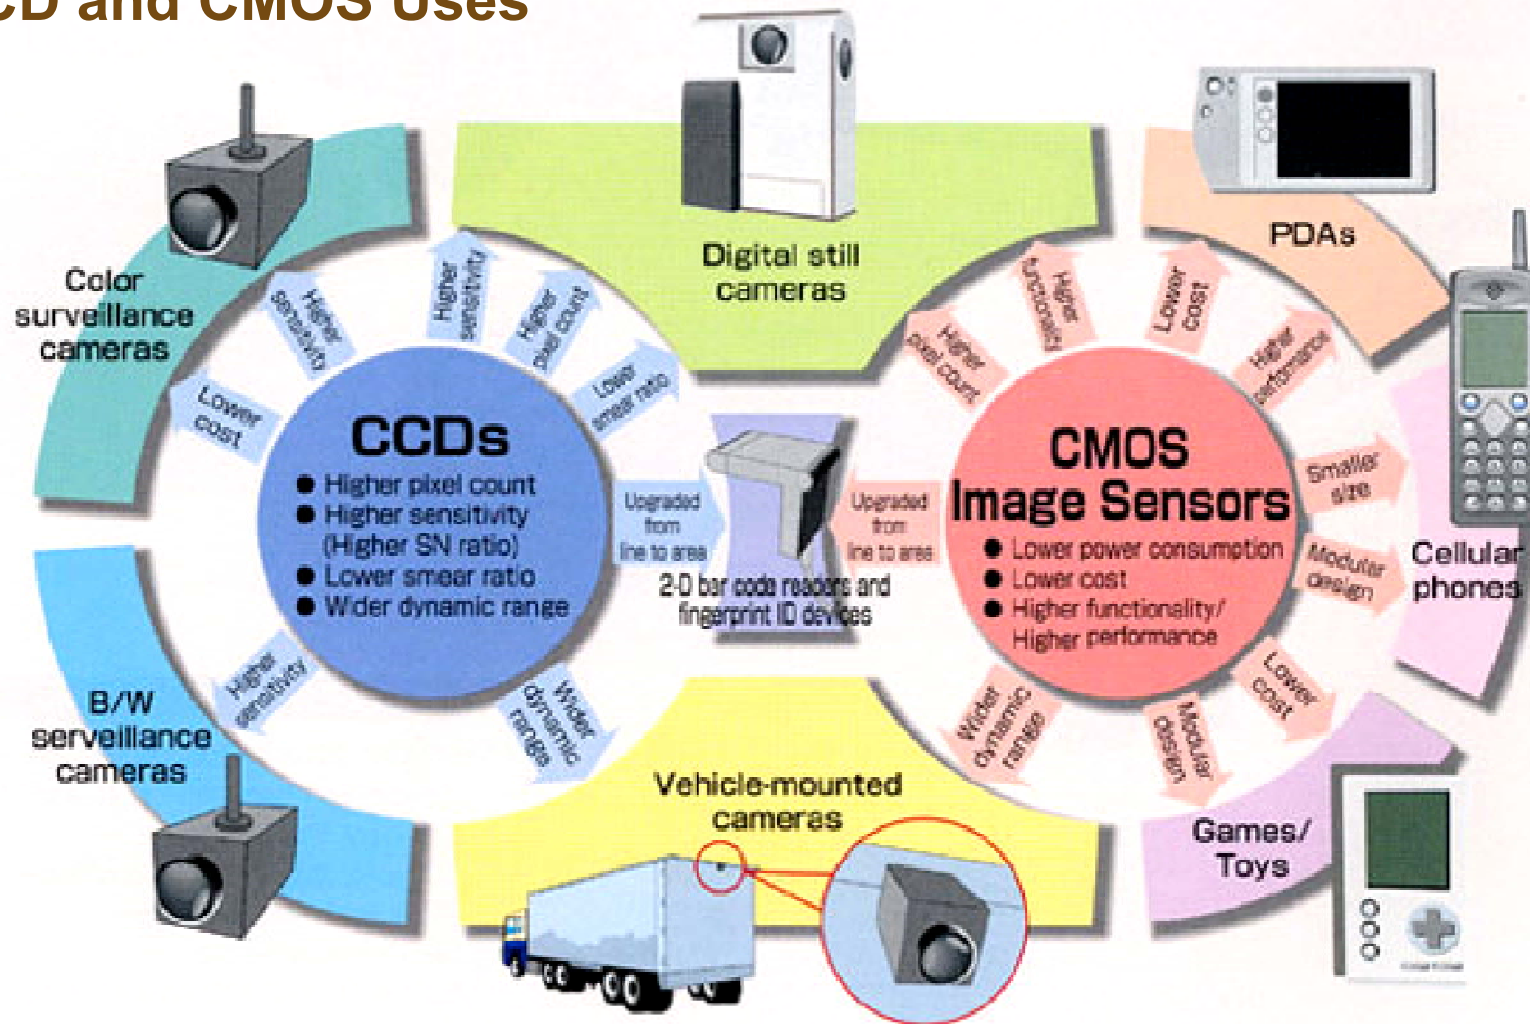 CD and CMOS Uses
Color
surveillance
cameras
Digital still
cameras
PDAs
Cellular
phones
Games/
Toys
Vehicle-mounted
cameras
B/W
serveillance
cameras
2-D bar code readers and
fingerprint ID devices
CCDs
● Higher pixel count
● Higher sensitivity
(Higher SN ratio)
● Lower smear ratio
● Wider dynamic range
Lower
cost
Higher
sensitivity
Higher
sensitivity
Higher
pixel count
Lower
smear ratio
Upgraded
from
line to area
Wider
dynamic
range
Higher
sensitivity
CMOS
Image Sensors
● Lower power consumption
● Lower cost
● Higher functionality/
Higher performance
Upgraded
from
line to area
Higher
pixel count
Higher
functionality
Lower
cost
Higher
performance
Smaller
size
Modular
design
Lower
cost
Modular
design
Wider
dynamic
range